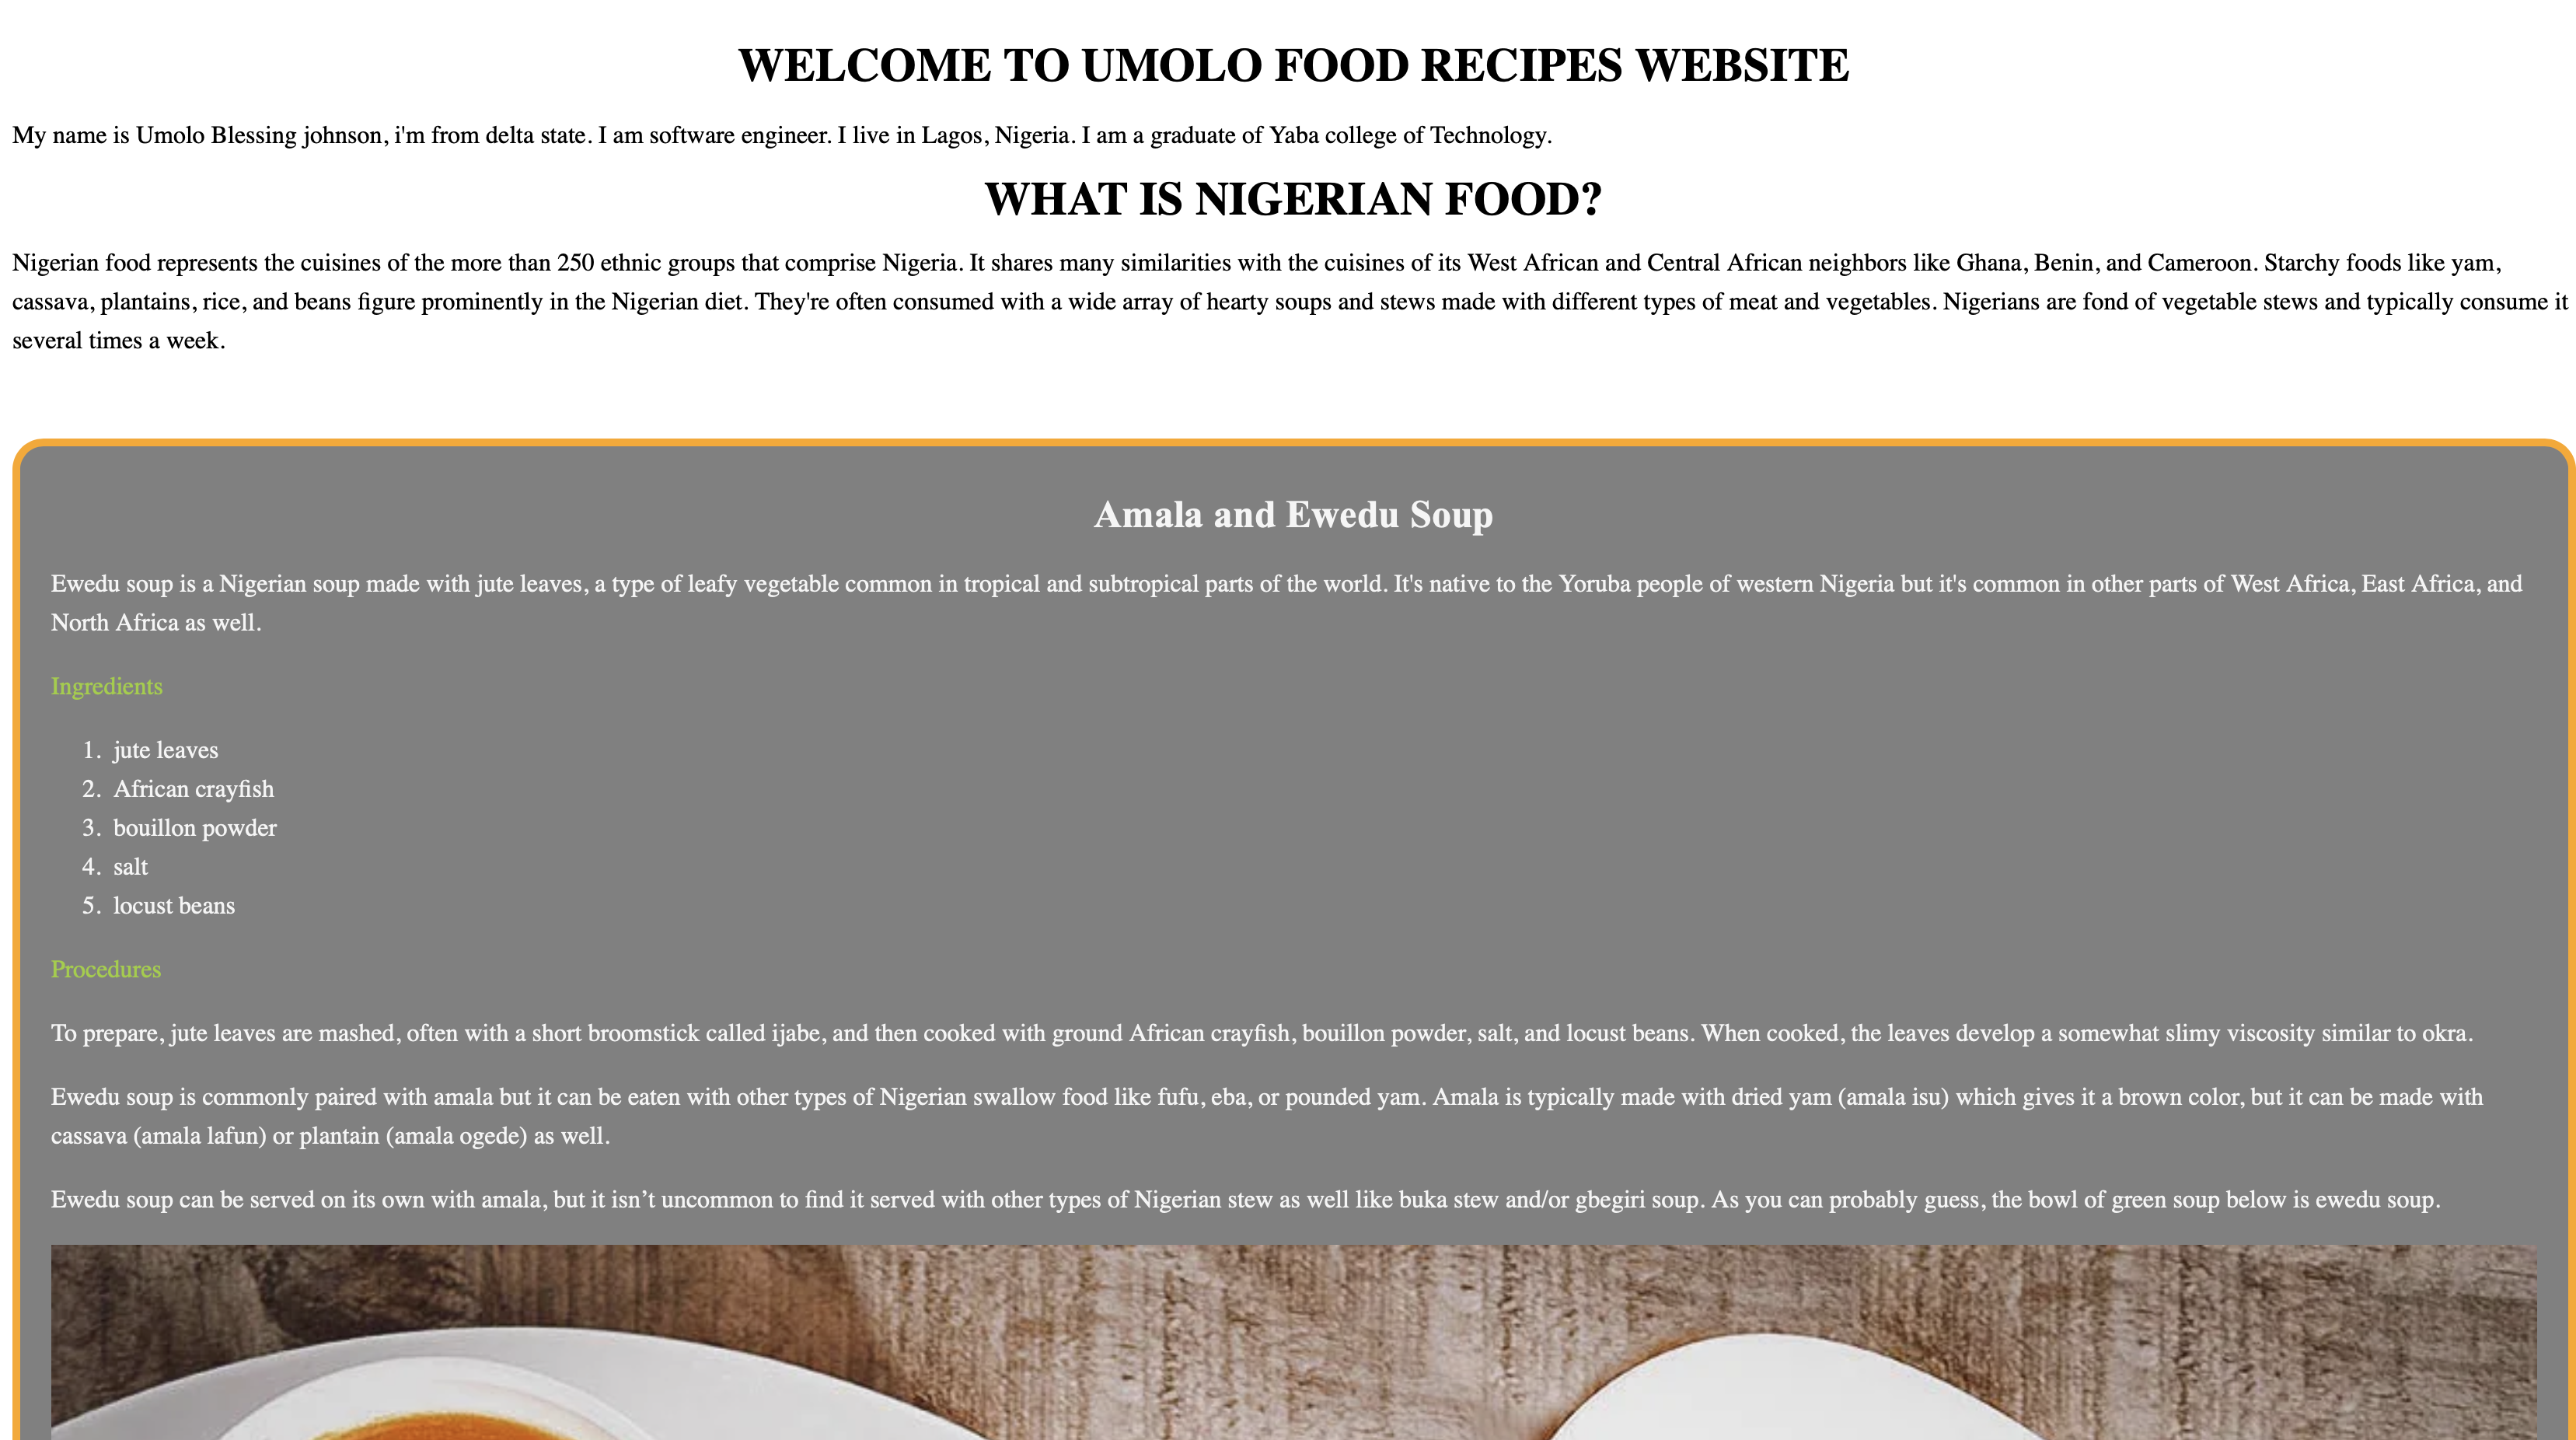 WELCOME TO UMOLO FOOD RECIPES WEBSITE
My name is Umolo Blessing johnson, i'm from delta state. I am software engineer. I live in Lagos, Nigeria. I am a graduate of Yaba college of Technology.
WHAT IS NIGERIAN FOOD?
Nigerian food represents the cuisines of the more than 250 ethnic groups that comprise Nigeria. It shares many similarities with the cuisines of its West African and Central African neighbors like Ghana, Benin, and Cameroon. Starchy foods like yam,
cassava, plantains, rice, and beans figure prominently in the Nigerian diet. They're often consumed with a wide array of hearty soups and stews made with different types of meat and vegetables. Nigerians are fond of vegetable stews and typically consume it
several times a week.
Amala and Ewedu Soup
Ewedu soup is a Nigerian soup made with jute leaves, a type of leafy vegetable common in tropical and subtropical parts of the world. It's native to the Yoruba people of western Nigeria but it's common in other parts of West Africa, East Africa, and
North Africa as well.
Ingredients
1. jute leaves
2. African crayfish
3. bouillon powder
4. salt
5. locust beans
Procedures
To prepare, jute leaves are mashed, often with a short broomstick called ijabe, and then cooked with ground African crayfish, bouillon powder, salt, and locust beans. When cooked, the leaves develop a somewhat slimy viscosity similar to okra.
Ewedu soup is commonly paired with amala but it can be eaten with other types of Nigerian swallow food like fufu, eba, or pounded yam. Amala is typically made with dried yam (amala isu) which gives it a brown color, but it can be made with
cassava (amala lafun) or plantain (amala ogede) as well.
Ewedu soup can be served on its own with amala, but it isn’t uncommon to find it served with other types of Nigerian stew as well like buka stew and/or gbegiri soup. As you can probably guess, the bowl of green soup below is ewedu soup.